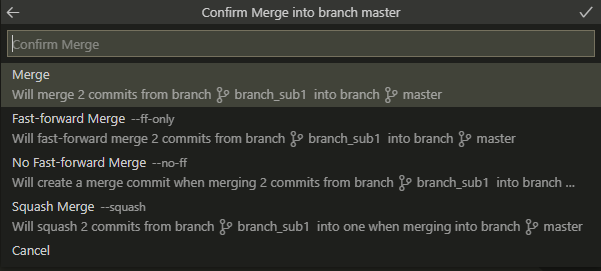 Confirm Merge into branch master
Confirm Merge
Merge
Will merge 2 commits from branch branch_sub1 into branch master
Fast-forward Merge --ff-only
Will fast-forward merge 2 commits from branch branch_sub1 into branch master
No Fast-forward Merge --no-ff
Will create a merge commit when merging 2 commits from branch branch_sub1 into branch ...
Squash Merge --squash
Will squash 2 commits from branch branch_sub1 into one when merging into branch master
Cancel